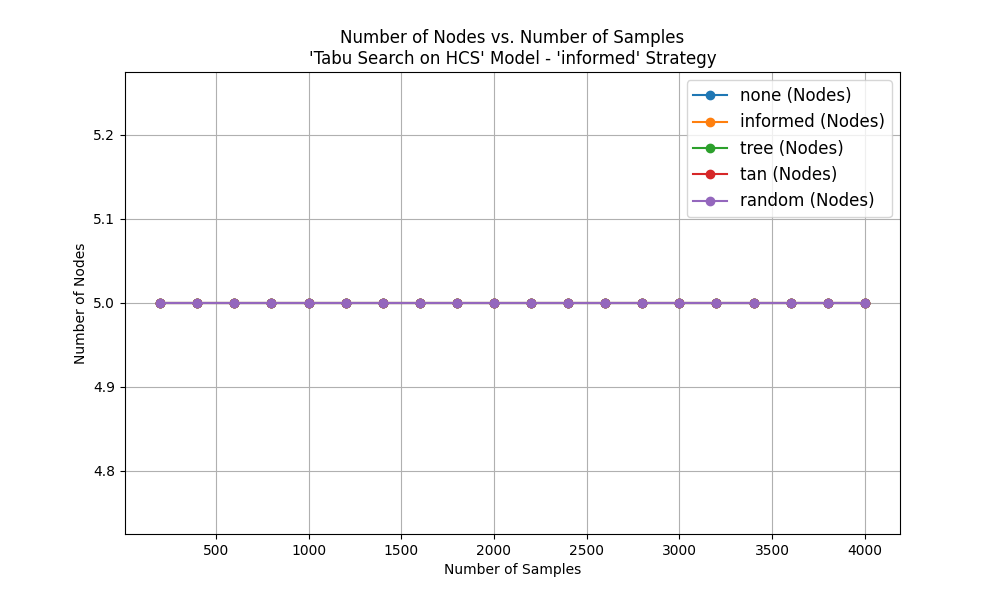 Number of Nodes vs. Number of Samples
'Tabu Search on HCS' Model - 'informed' Strategy
none (Nodes)
informed (Nodes)
tree (Nodes)
tan (Nodes)
random (Nodes)
5.2
5.1
5.0
4.9
4.8
Number of Nodes
500 1000 1500 2000 2500 3000 3500 4000
Number of Samples